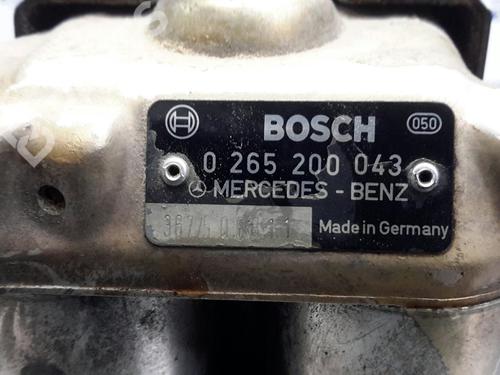 BOSCH
050
0 265 200 043
MERCEDES-BENZ
Made in Germany